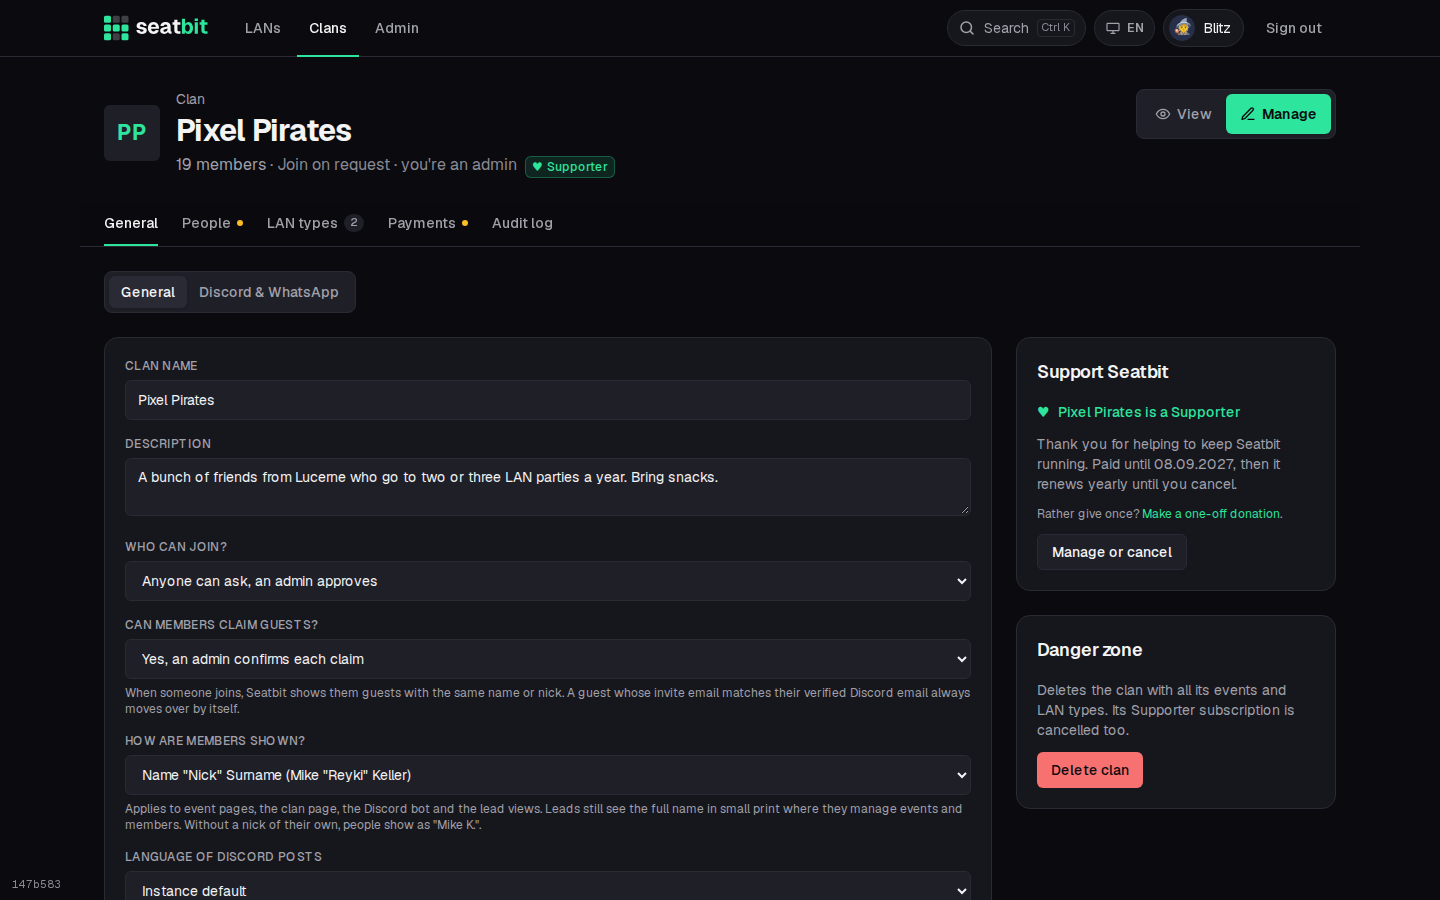 seatbit
LANs
Clans
Admin
Search
Ctrl K
EN
Blitz
Sign out
PP
Clan
Pixel Pirates
19 members · Join on request · you're an admin
♥ Supporter
View
Manage
General
People
LAN types
2
Payments
Audit log
General
Discord & WhatsApp
CLAN NAME
Pixel Pirates
DESCRIPTION
A bunch of friends from Lucerne who go to two or three LAN parties a year. Bring snacks.
WHO CAN JOIN?
Anyone can ask, an admin approves
CAN MEMBERS CLAIM GUESTS?
Yes, an admin confirms each claim
When someone joins, Seatbit shows them guests with the same name or nick. A guest whose invite email matches their verified Discord email always
moves over by itself.
HOW ARE MEMBERS SHOWN?
Name "Nick" Surname (Mike "Reyki" Keller)
Applies to event pages, the clan page, the Discord bot and the lead views. Leads still see the full name in small print where they manage events and
members. Without a nick of their own, people show as "Mike K.".
LANGUAGE OF DISCORD POSTS
Instance default
Support Seatbit
♥ Pixel Pirates is a Supporter
Thank you for helping to keep Seatbit
running. Paid until 08.09.2027, then it
renews yearly until you cancel.
Rather give once? Make a one-off donation.
Manage or cancel
Danger zone
Deletes the clan with all its events and
LAN types. Its Supporter subscription is
cancelled too.
Delete clan
147b583